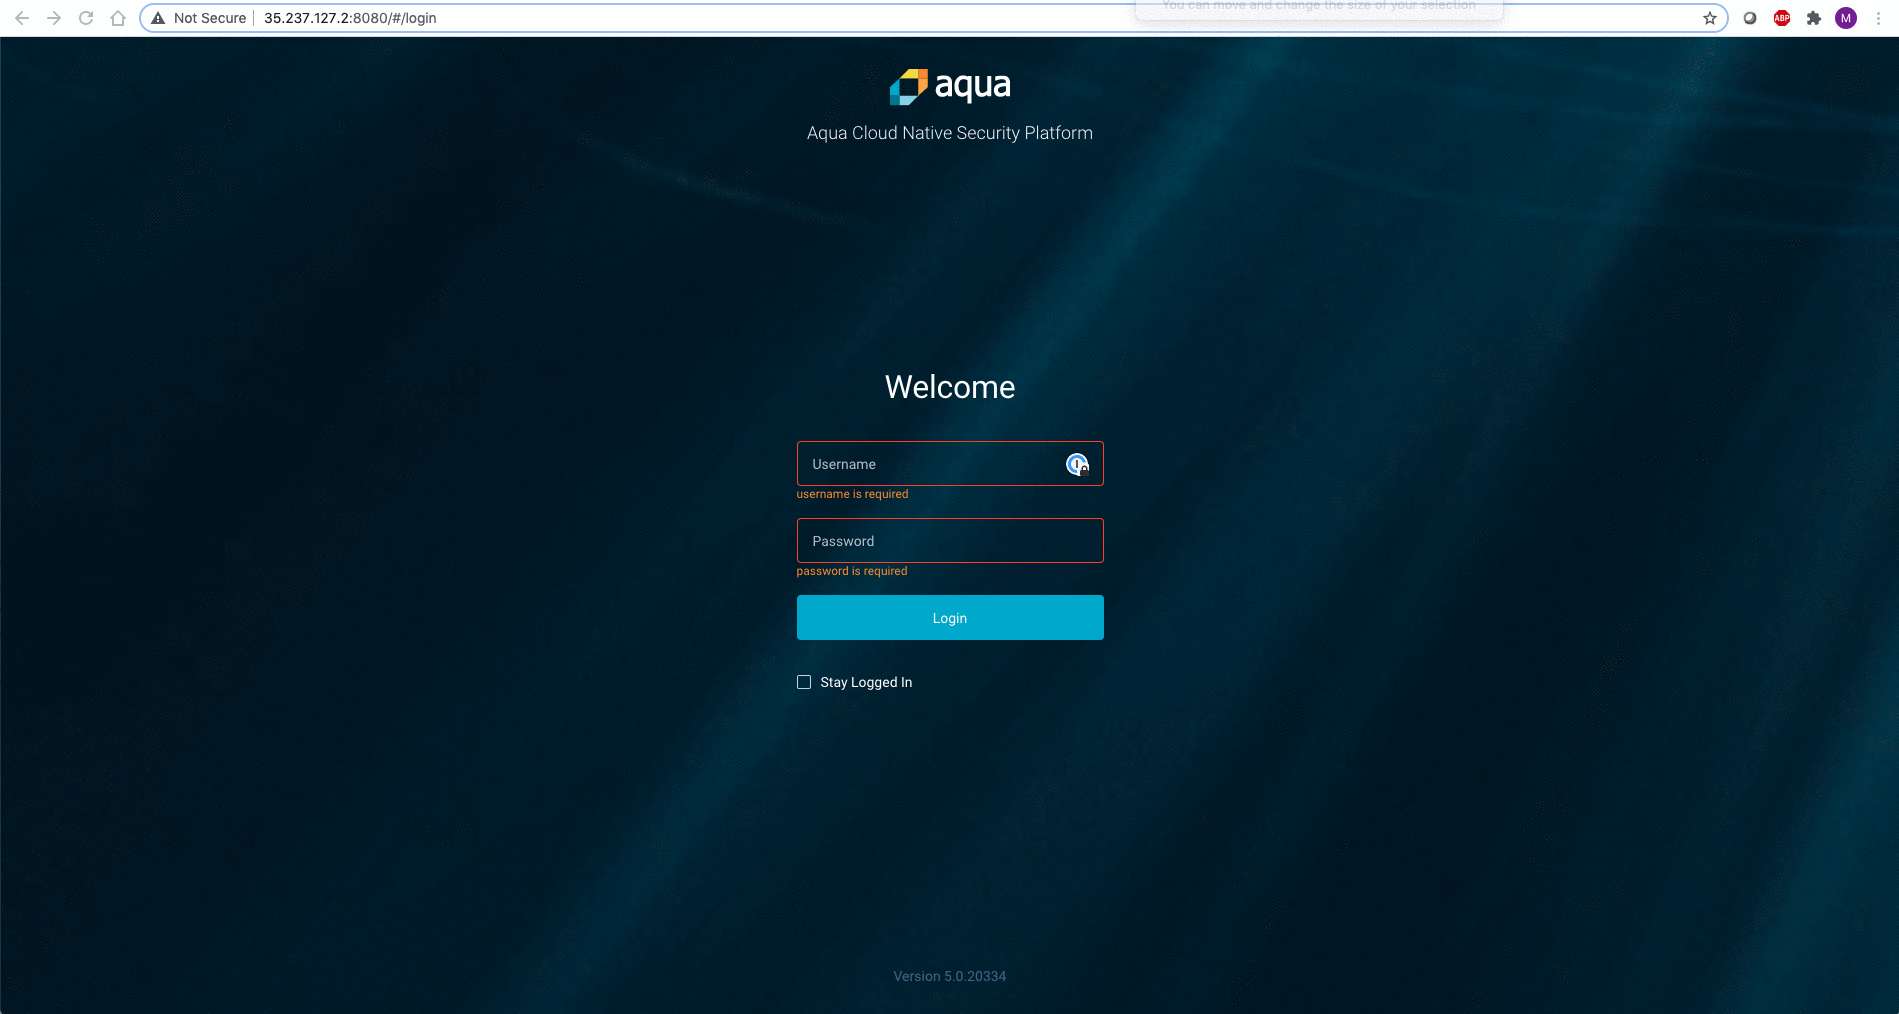 You can move and change the size of your selection
Not Secure 35.237.127.2:8080/#/login
ABP
M
aqua
Aqua Cloud Native Security Platform
Welcome
Username
username is required
Password
password is required
Login
Stay Logged In
Version 5.0.20334